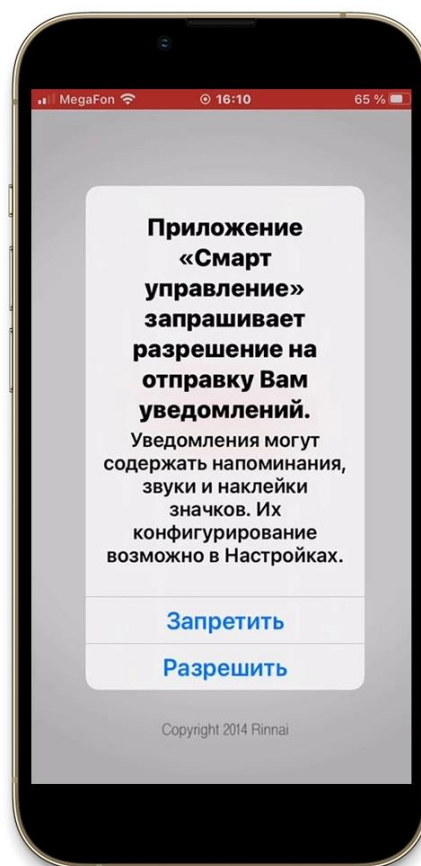 MegaFon 16:10 65 %
Приложение
«Смарт
управление»
запрашивает
разрешение на
отправку Вам
уведомлений.
Уведомления могут
содержать напоминания,
звуки и наклейки
значков. Их
конфигурирование
возможно в Настройках.
Запретить
Разрешить
Copyright 2014 Rinnai